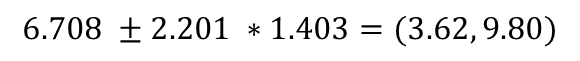 6.708 ± 2.201 * 1.403 = (3.62, 9.80)